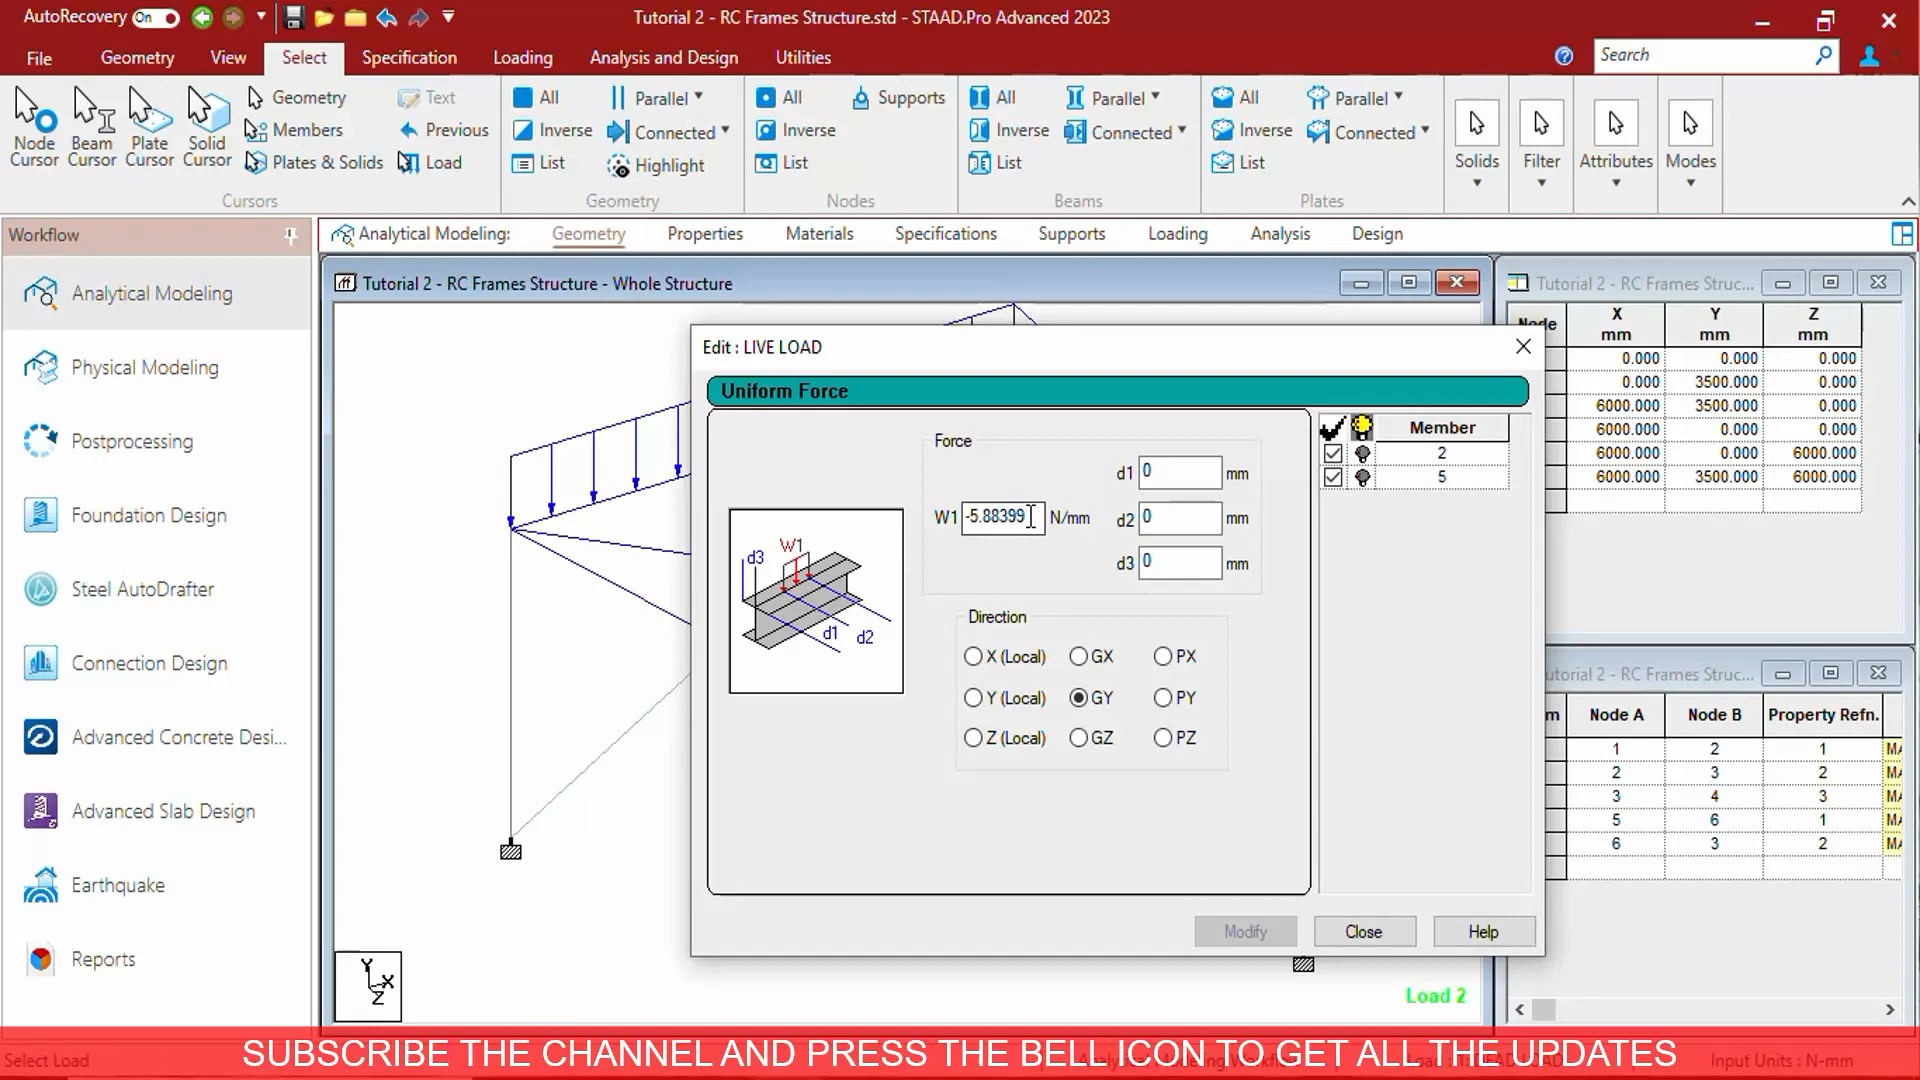 AutoRecovery On
Tutorial 2 - RC Frames Structure.std - STAAD.Pro Advanced 2023
File Geometry View Select Specification Loading Analysis and Design Utilities Search
Node Cursor Beam Cursor Plate Cursor Solid Cursor
Geometry Text
Members Previous
Plates & Solids Load
Cursors
All Parallel
Inverse Connected
List Highlight
Geometry
All Supports
Inverse
List
Nodes
All Parallel
Inverse Connected
List
Beams
All Parallel
Inverse Connected
List
Plates
Solids Filter Attributes Modes
Workflow
Analytical Modeling: Geometry Properties Materials Specifications Supports Loading Analysis Design
Analytical Modeling
Physical Modeling
Postprocessing
Foundation Design
Steel AutoDrafter
Connection Design
Advanced Concrete Desi...
Advanced Slab Design
Earthquake
Reports
Tutorial 2 - RC Frames Structure - Whole Structure
Edit : LIVE LOAD
Uniform Force
Force
d1 0 mm
W1 -5.88399 N/mm d2 0 mm
d3 0 mm
W1
d3
d1 d2
Direction
X (Local) GX PX
Y (Local) GY PY
Z (Local) GZ PZ
Member
2
5
Modify Close Help
Y
X
Z
Load 2
Tutorial 2 - RC Frames Struc...
Node X mm Y mm Z mm
0.000 0.000 0.000
0.000 3500.000 0.000
6000.000 3500.000 0.000
6000.000 0.000 0.000
6000.000 0.000 6000.000
6000.000 3500.000 6000.000
utorial 2 - RC Frames Struc...
m Node A Node B Property Refn.
1 2 1 MA
2 3 2 MA
3 4 3 MA
5 6 1 MA
6 3 2 MA
Select Load
SUBSCRIBE THE CHANNEL AND PRESS THE BELL ICON TO GET ALL THE UPDATES
Input Units : N-mm